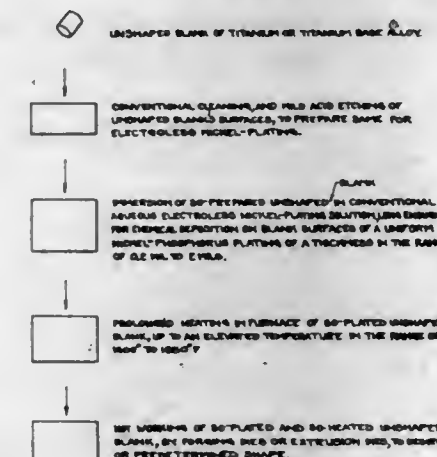 UNSHAPED BLANK OF TITANIUM OR TITANIUM BASE ALLOY
CONVENTIONAL CLEANING, AND MILD ACID ETCHING OF
UNSHAPED BLANKS SURFACES, TO PREPARE SAME FOR
ELECTROLESS NICKEL-PLATING.
BLANK
IMMERSION OF SO-PREPARED UNSHAPED IN CONVENTIONAL
AQUEOUS ELECTROLESS NICKEL-PLATING SOLUTION, LONG ENOUGH
FOR CHEMICAL DEPOSITION ON BLANK SURFACES OF A UNIFORM
NICKEL-PHOSPHORUS PLATING OF A THICKNESS IN THE RANGE
OF 0.2 MIL TO 2 MILS.
PROLONGED HEATING IN FURNACE OF SO-PLATED UNSHAPED
BLANK, UP TO AN ELEVATED TEMPERATURE IN THE RANGE OF
TO
HOT WORKING OF SO-PLATED AND SO-HEATED UNSHAPED
BLANK, BY FORGING DIES OR EXTRUSION DIES, TO
OF PREDETERMINED SHAPE.